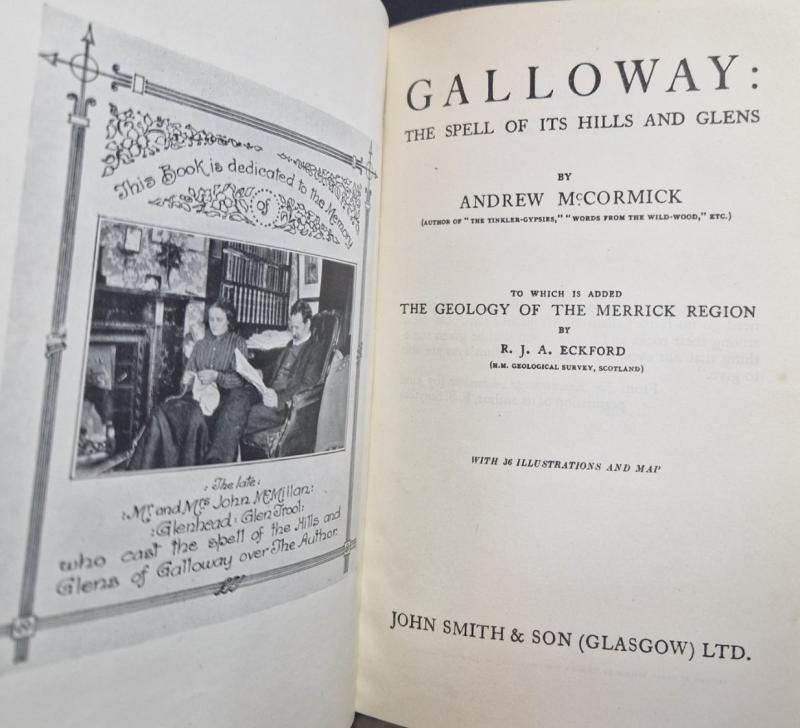 This Book is dedicated to the Memory
of
: The late :
: Mr and Mrs John McMillan :
: Glenhead : Glen Trool :
who cast the spell of the Hills and
Glens of Galloway over The Author.
GALLOWAY:
THE SPELL OF ITS HILLS AND GLENS
BY
ANDREW McCORMICK
(AUTHOR OF "THE TINKLER-GYPSIES," "WORDS FROM THE WILD-WOOD," ETC.)
TO WHICH IS ADDED
THE GEOLOGY OF THE MERRICK REGION
BY
R. J. A. ECKFORD
(H.M. GEOLOGICAL SURVEY, SCOTLAND)
WITH 36 ILLUSTRATIONS AND MAP
JOHN SMITH & SON (GLASGOW) LTD.